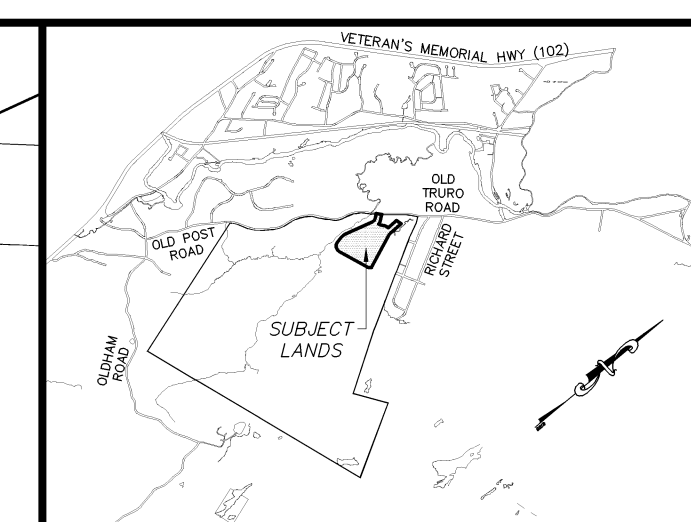 VETERAN'S MEMORIAL HWY (102)
OLD
TRURO
ROAD
OLD POST
ROAD
RICHARD
STREET
SUBJECT
LANDS
OLDHAM
ROAD